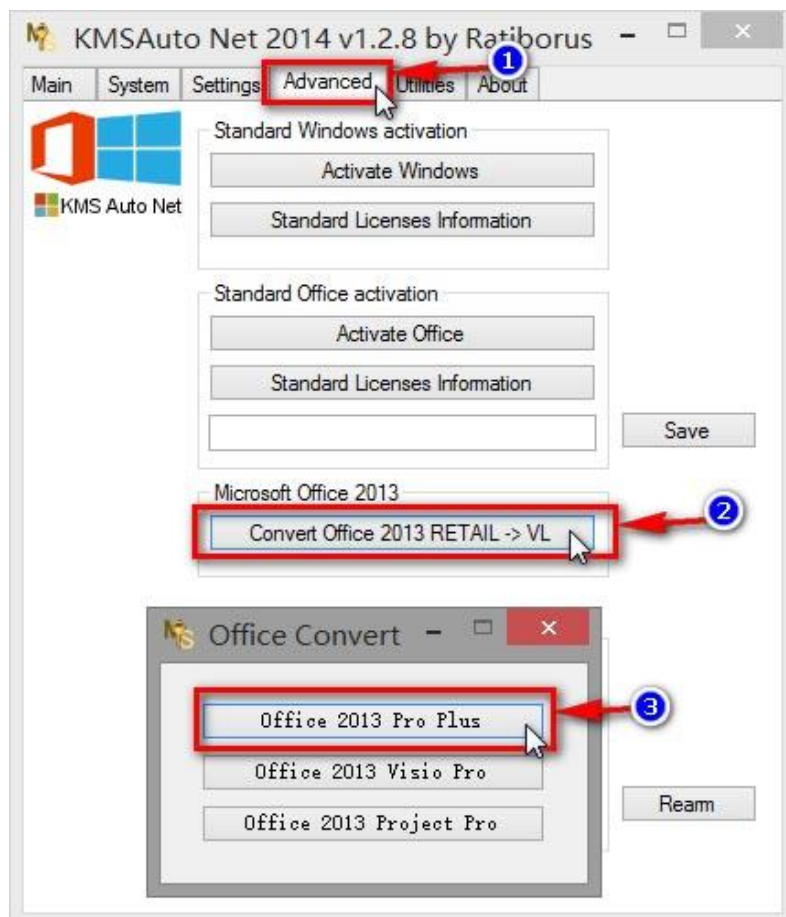 KMSAuto Net 2014 v1.2.8 by Ratiborus
1
Main System Settings Advanced Utilities About
Standard Windows activation
Activate Windows
KMS Auto Net
Standard Licenses Information
Standard Office activation
Activate Office
Standard Licenses Information
Save
Microsoft Office 2013
2
Convert Office 2013 RETAIL -> VL
Office Convert
3
Office 2013 Pro Plus
Office 2013 Visio Pro
Office 2013 Project Pro
Rearm